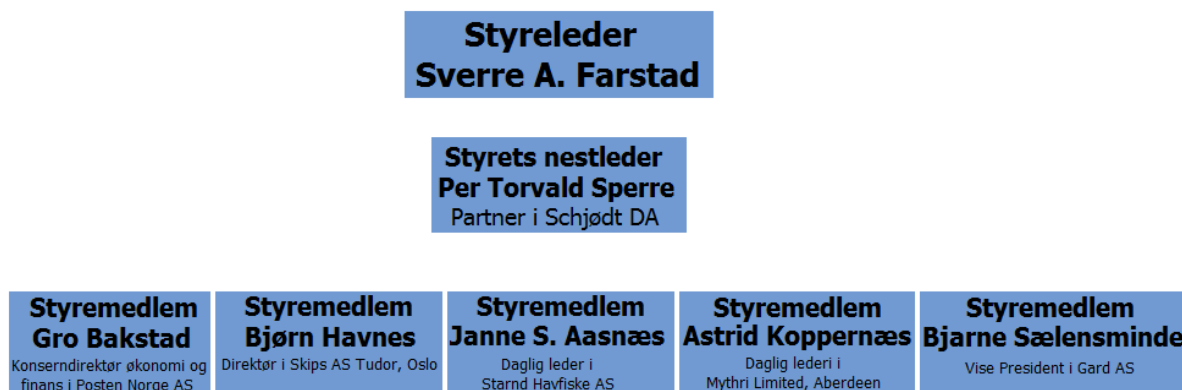 Styreleder
Sverre A. Farstad
Styrets nestleder
Per Torvald Sperre
Partner i Schjødt DA
Styremedlem
Gro Bakstad
Konserndirektør økonomi og
finans i Posten Norge AS
Styremedlem
Bjørn Havnes
Direktør i Skips AS Tudor, Oslo
Styremedlem
Janne S. Aasnæs
Daglig leder i
Starnd Havfiske AS
Styremedlem
Astrid Koppernæs
Daglig lederi i
Mythri Limited, Aberdeen
Styremedlem
Bjarne Sælensminde
Vise President i Gard AS